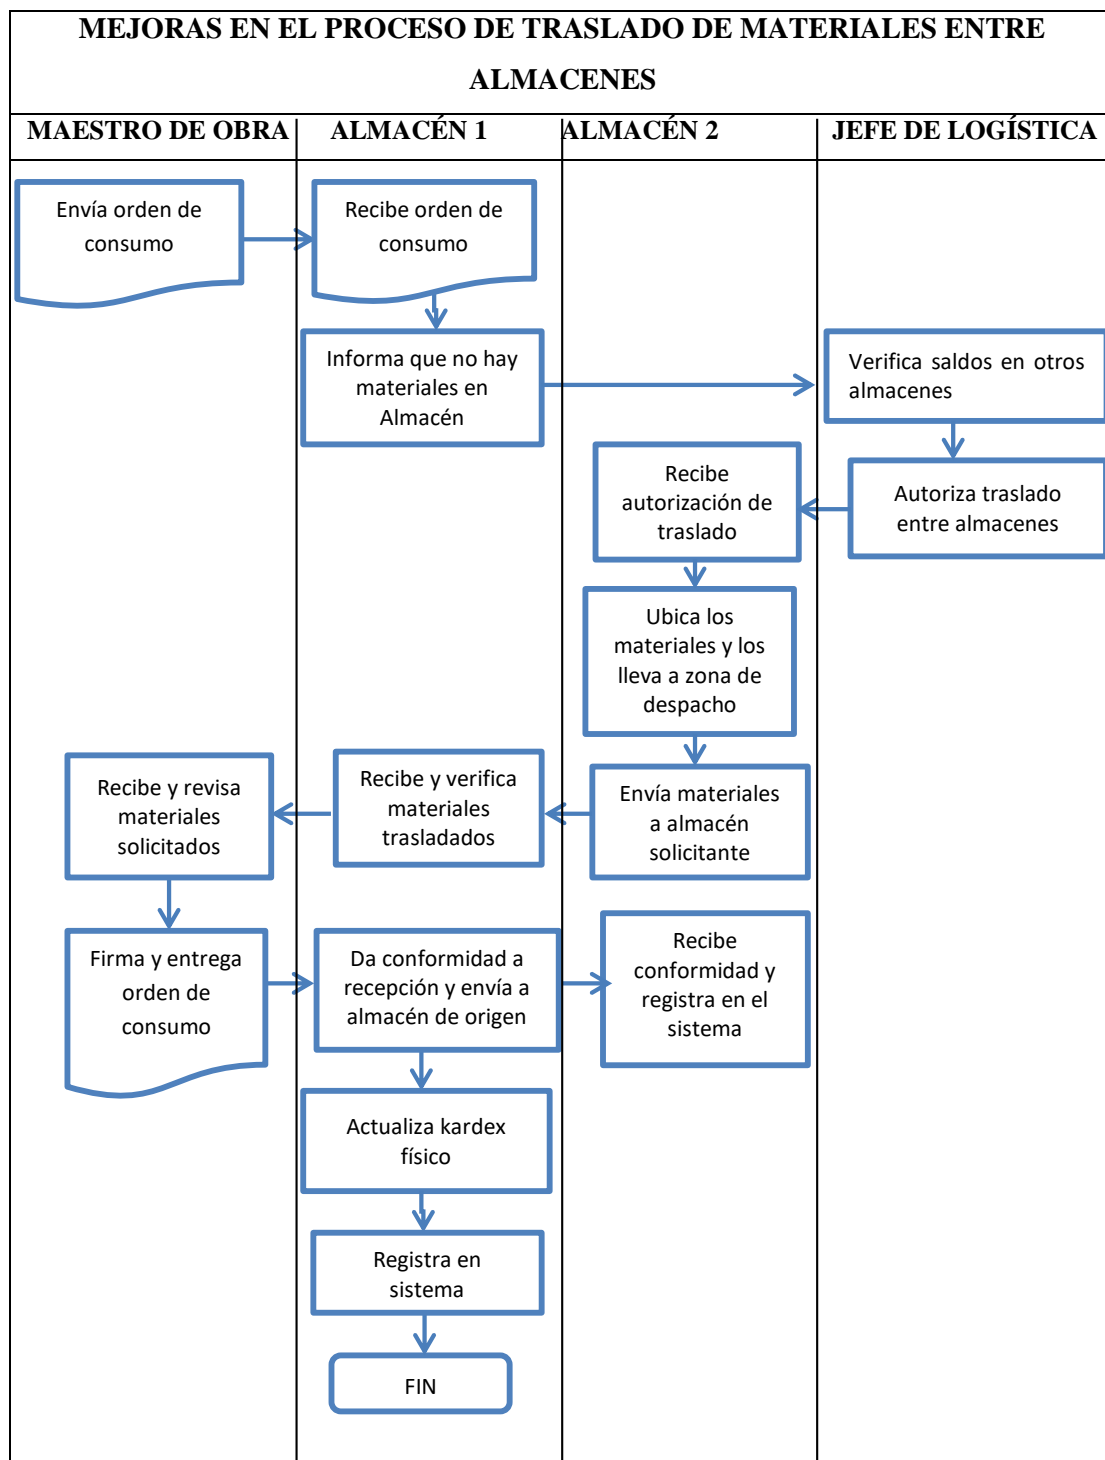 MEJORAS EN EL PROCESO DE TRASLADO DE MATERIALES ENTRE
ALMACENES
MAESTRO DE OBRA
ALMACÉN 1
ALMACÉN 2
JEFE DE LOGÍSTICA
Envía orden de
consumo
Recibe orden de
consumo
Informa que no hay
materiales en
Almacén
Verifica saldos en otros
almacenes
Autoriza traslado
entre almacenes
Recibe
autorización de
traslado
Ubica los
materiales y los
lleva a zona de
despacho
Envía materiales
a almacén
solicitante
Recibe y verifica
materiales
trasladados
Recibe y revisa
materiales
solicitados
Firma y entrega
orden de
consumo
Da conformidad a
recepción y envía a
almacén de origen
Recibe
conformidad y
registra en el
sistema
Actualiza kardex
físico
Registra en
sistema
FIN